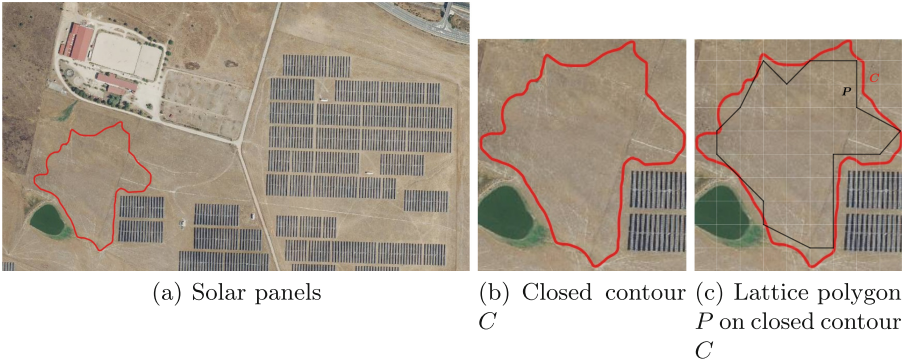 C
P
(a) Solar panels
(b) Closed contour
C
(c) Lattice polygon
P on closed contour
C